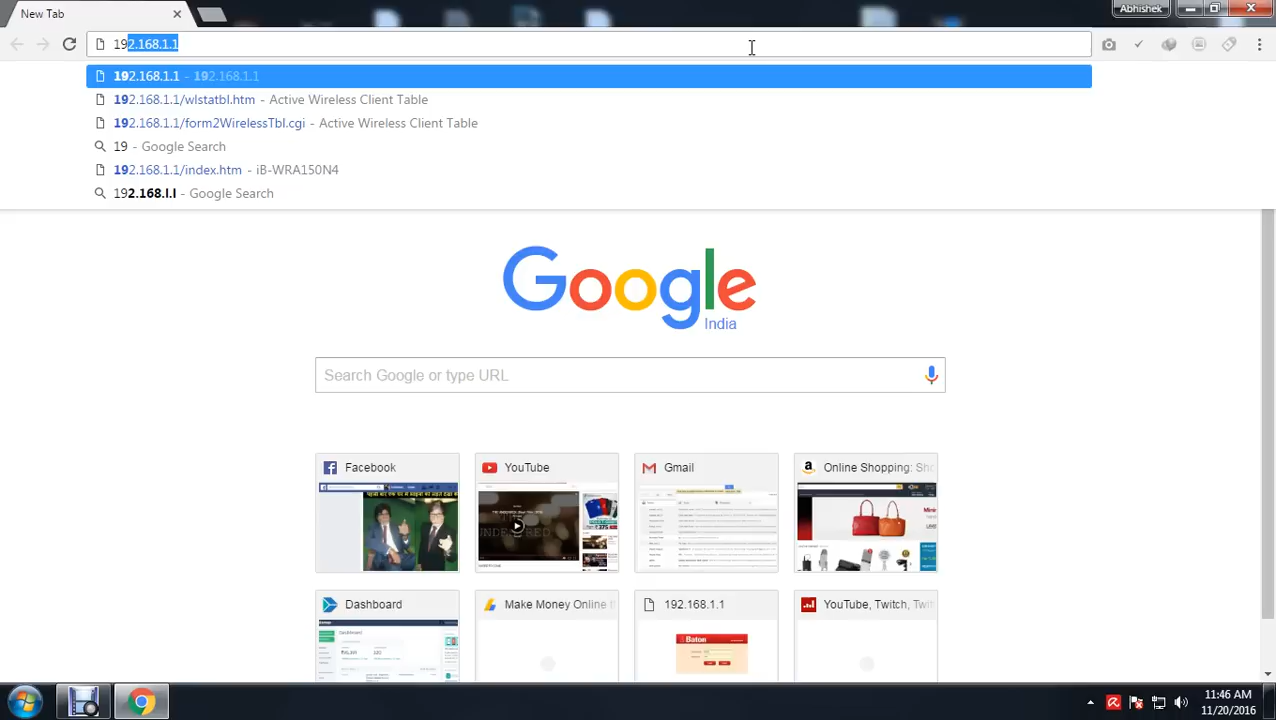 New Tab
Abhishek
192.168.1.1
192.168.1.1 - 192.168.1.1
192.168.1.1/wlstatbl.htm - Active Wireless Client Table
192.168.1.1/form2WirelessTbl.cgi - Active Wireless Client Table
19 - Google Search
192.168.1.1/index.htm - iB-WRA150N4
192.168.l.l - Google Search
Google
India
Search Google or type URL
Facebook
YouTube
Gmail
Online Shopping: Sho
Dashboard
Make Money Online
192.168.1.1
YouTube, Twitch, Twit
Baton
11:46 AM
11/20/2016